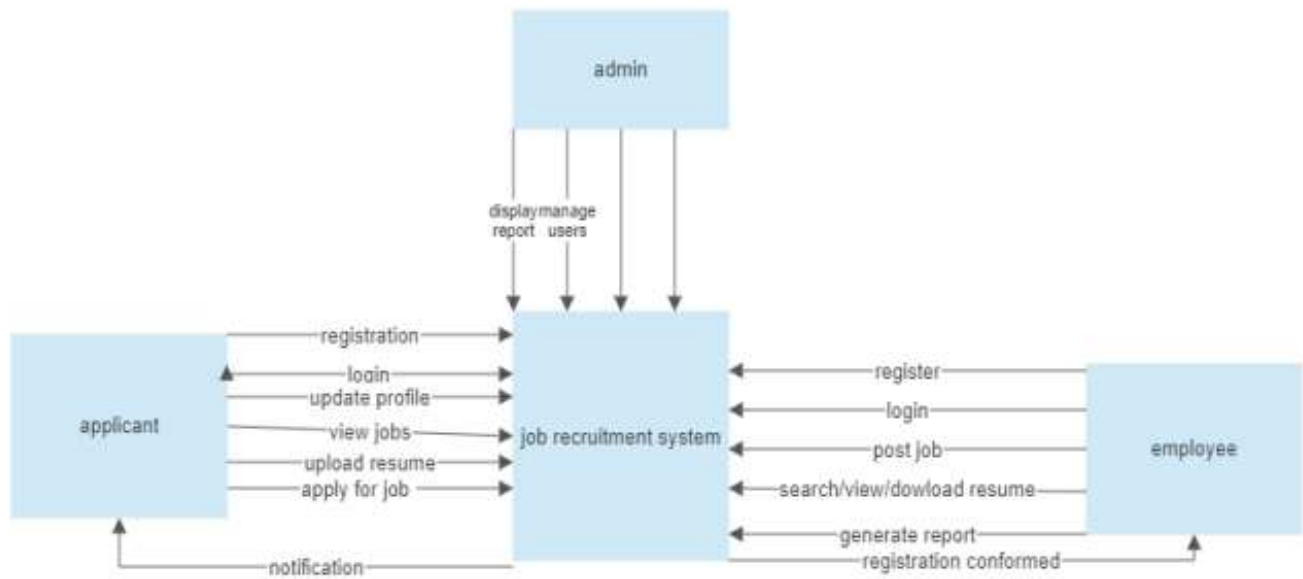 admin
display
report
manage
users
registration
login
update profile
view jobs
upload resume
apply for job
notification
applicant
job recruitment system
register
login
post job
search/view/dowload resume
generate report
registration conformed
employee